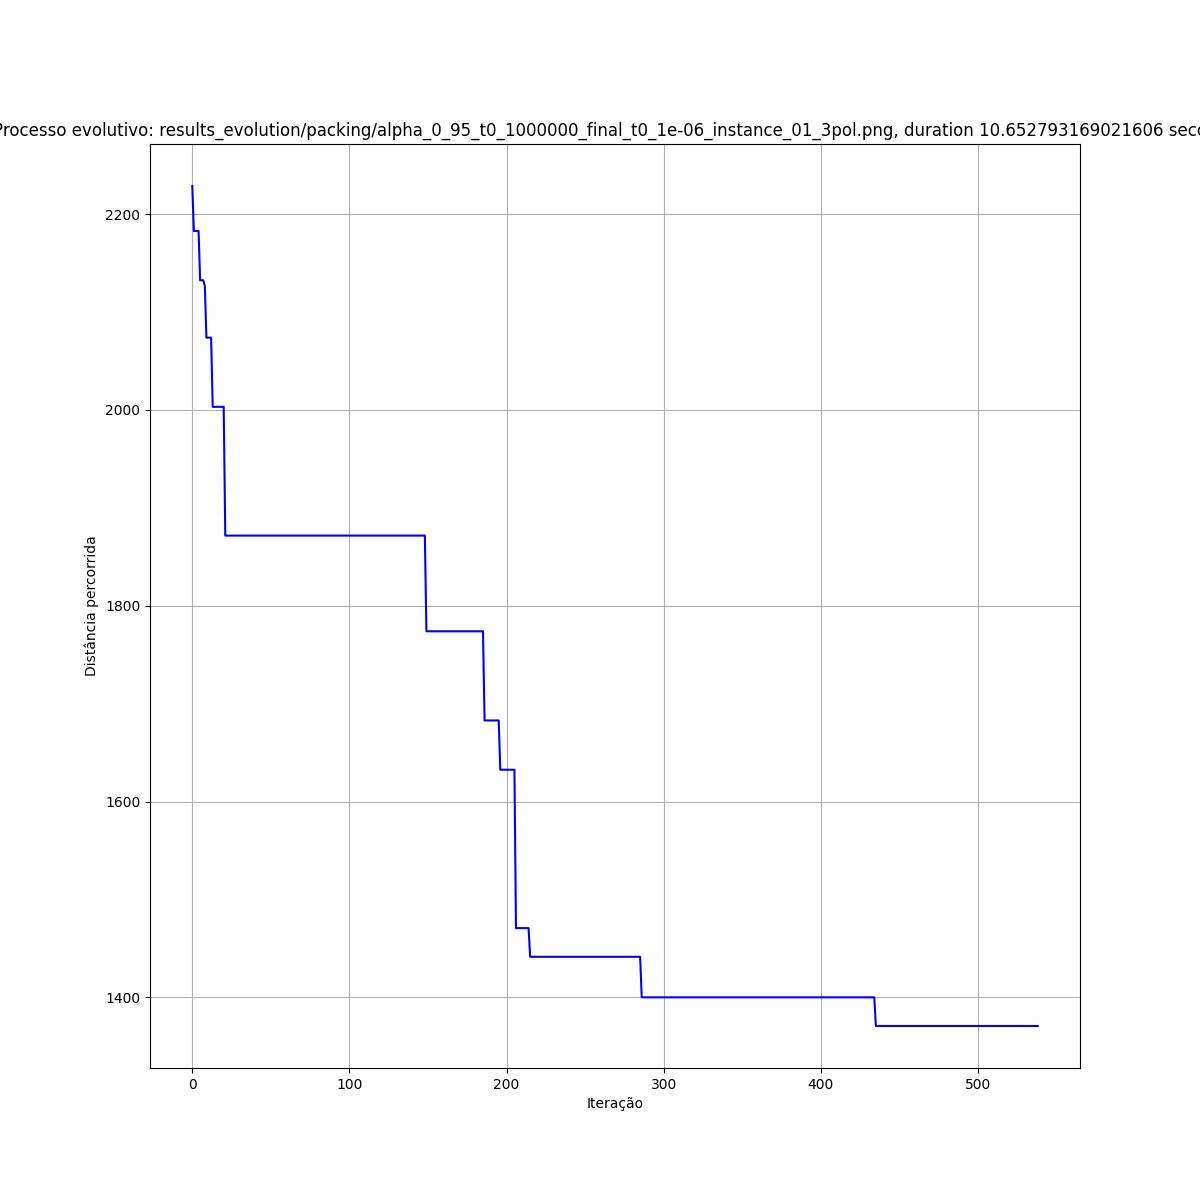 Processo evolutivo: results_evolution/packing/alpha_0_95_t0_1000000_final_t0_1e-06_instance_01_3pol.png, duration 10.652793169021606
2200
2000
1800
1600
1400
Distância percorrida
0 100 200 300 400 500
Iteração